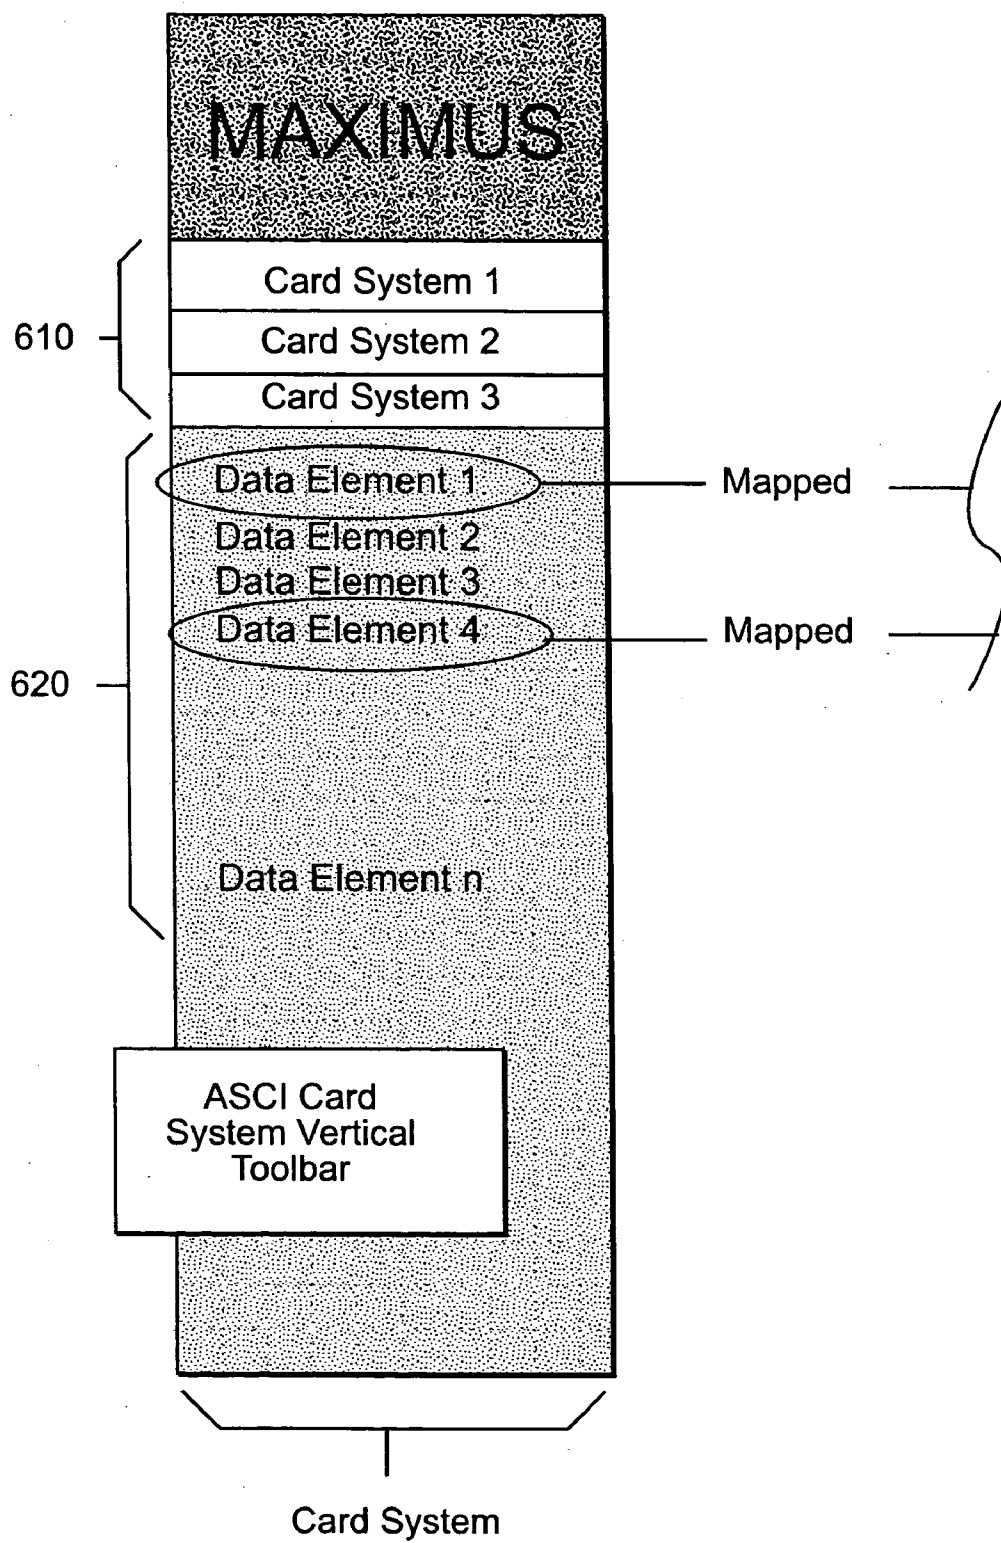 MAXIMUS
Card System 1
610
Card System 2
Card System 3
Data Element 1
Mapped
Data Element 2
Data Element 3
Data Element 4
Mapped
620
Data Element n
ASCI Card
System Vertical
Toolbar
Card System